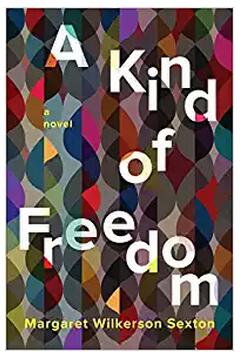 A Kind
a
novel
of
Freedom
Margaret Wilkerson Sexton